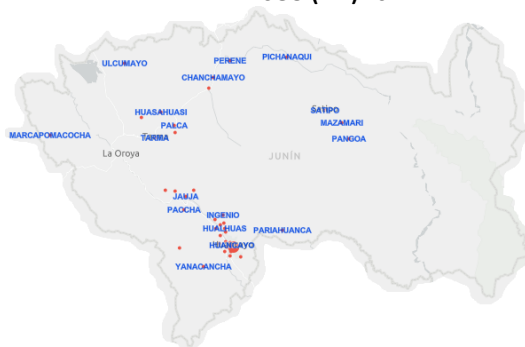 PICHANAQUI
PERENE
ULCUMAYO
CHANCHAMAYO
HUASAHUASI
SATIPO
MAZAMARI
PALCA
MARCAPOMACOCHA
TARMA
PANGOA
La Oroya
JUNÍN
JAUJA
PACCHA
INGENIO
HUALHUAS
PARIAHUANCA
HUANCAYO
YANACANCHA